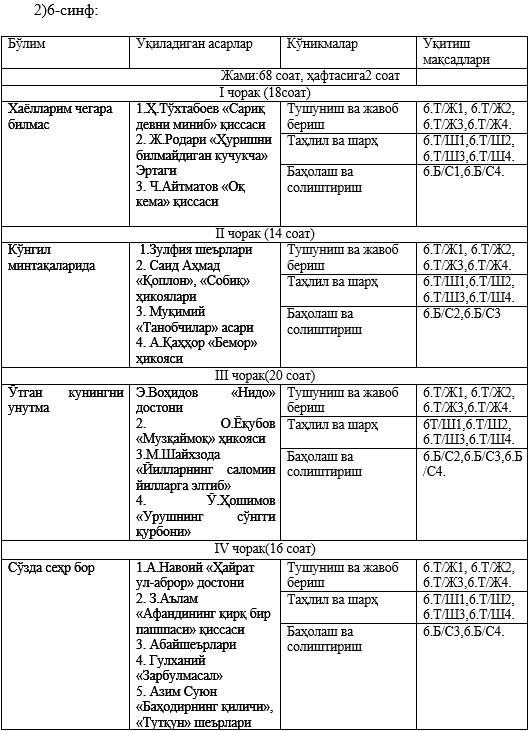 2)6-синф:
Бўлим
Ўқиладиган асарлар
Кўникмалар
Ўқитиш
мақсадлари
Жами:68 соат, ҳафтасига2 соат
I чорак (18соат)
Хаёлларим чегара
билмас
1.Ҳ.Тўхтабоев «Сариқ
девни миниб» қиссаси
2. Ж.Родари «Ҳуришни
билмайдиган кучукча»
Эртаги
3. Ч.Айтматов «Оқ
кема» қиссаси
Тушуниш ва жавоб
бериш
6.Т/Ж1, 6.Т/Ж2,
6.Т/Ж3,6.Т/Ж4.
Таҳлил ва шарҳ
6.Т/Ш1,6.Т/Ш2,
6.Т/Ш3,6.Т/Ш4.
Баҳолаш ва
солиштириш
6.Б/С1,6.Б/С4.
II чорак (14 соат)
Кўнгил
минтақаларида
1.Зулфия шеърлари
2. Саид Аҳмад
«Қоплон», «Собиқ»
ҳикоялари
3. Муқимий
«Танобчилар» асари
4. А.Қаҳҳор «Бемор»
ҳикояси
Тушуниш ва жавоб
бериш
6.Т/Ж1, 6.Т/Ж2,
6.Т/Ж3,6.Т/Ж4.
Таҳлил ва шарҳ
6.Т/Ш1,6.Т/Ш2,
6.Т/Ш3,6.Т/Ш4.
Баҳолаш ва
солиштириш
6.Б/С2,6.Б/С3
III чорак(20 соат)
Ўтган кунингни
унутма
Э.Воҳидов «Нидо»
достони
2. О.Ёқубов
«Музқаймоқ» ҳикояси
3.М.Шайхзода
«Йилларнинг саломин
йилларга элтиб»
4. Ў.Ҳошимов
«Урушнинг сўнгги
қурбони»
Тушуниш ва жавоб
бериш
6.Т/Ж1, 6.Т/Ж2,
6.Т/Ж3,6.Т/Ж4.
Таҳлил ва шарҳ
6Т/Ш1,6.Т/Ш2,
6.Т/Ш3,6.Т/Ш4.
Баҳолаш ва
солиштириш
6.Б/С2,6.Б/С3,6.Б
/С4.
IV чорак(16 соат)
Сўзда сеҳр бор
1.А.Навоий «Ҳайрат
ул-аброр» достони
2. З.Аълам
«Афандининг қирқ бир
пашшаси» қиссаси
3. Абайшеърлари
4. Гулханий
«Зарбулмасал»
5. Азим Суюн
«Баҳодирнинг қиличи»,
«Тутқун» шеърлари
Тушуниш ва жавоб
бериш
6.Т/Ж1, 6.Т/Ж2,
6.Т/Ж3,6.Т/Ж4.
Таҳлил ва шарҳ
6.Т/Ш1,6.Т/Ш2,
6.Т/Ш3,6.Т/Ш4.
Баҳолаш ва
солиштириш
6.Б/С3,6.Б/С4.